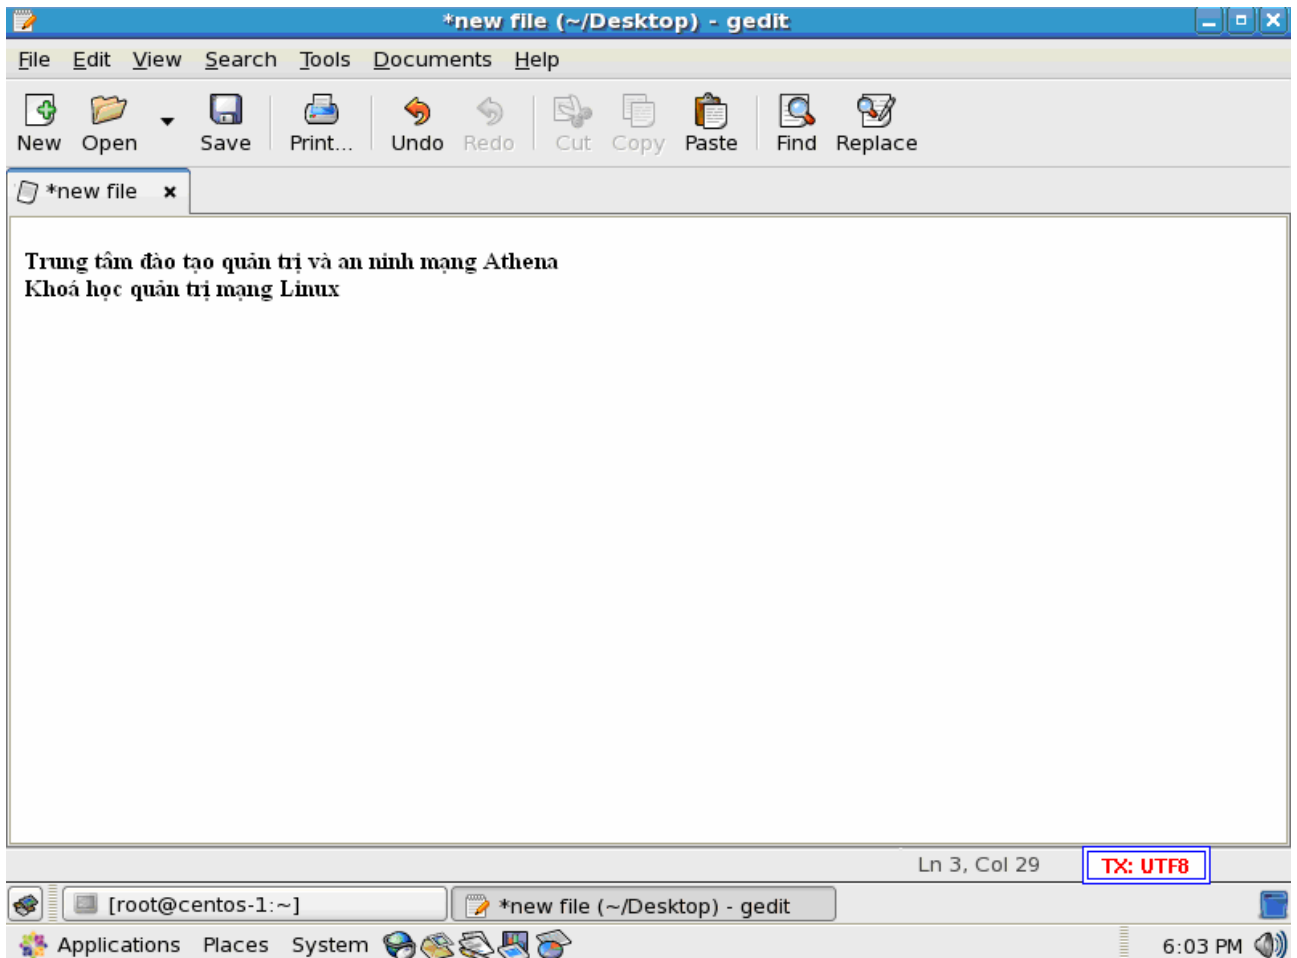 *new file (~/Desktop) - gedit
File Edit View Search Tools Documents Help
New Open Save Print... Undo Redo Cut Copy Paste Find Replace
*new file
Trung tâm đào tạo quản trị và an ninh mạng Athena
Khoá học quản trị mạng Linux
Ln 3, Col 29 TX: UTF8
[root@centos-1:~] *new file (~/Desktop) - gedit
Applications Places System 6:03 PM